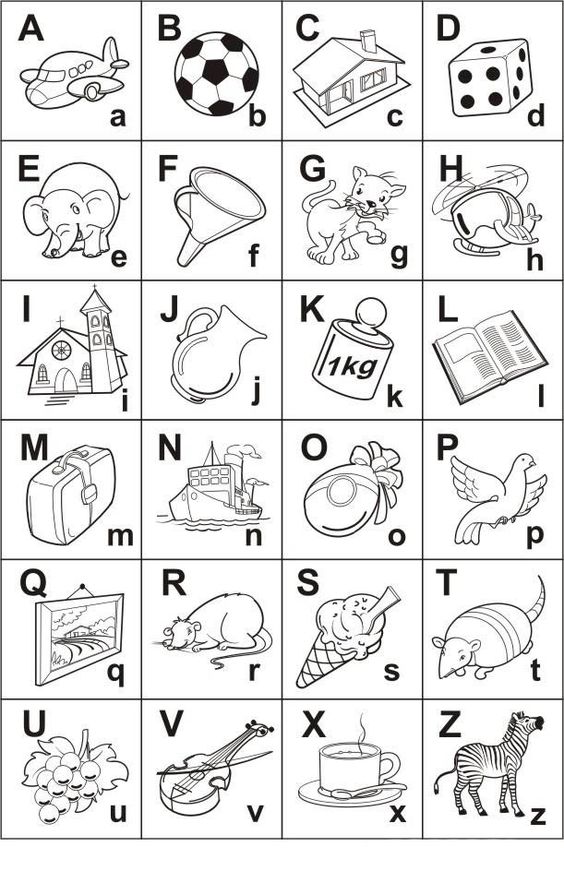 A a
B b
C c
D d
E e
F f
G g
H h
I i
J j
K 1kg k
L l
M m
N n
O o
P p
Q q
R r
S s
T t
U u
V v
X x
Z z